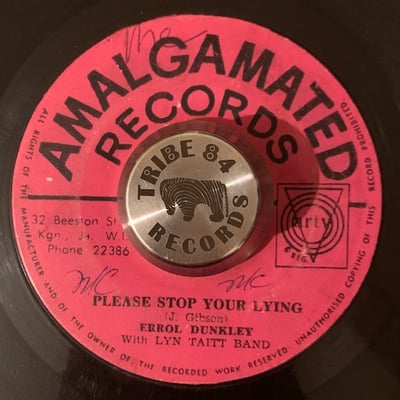 AMALGAMATED
RECORDS
TRIBE 84
RECORDS
32 Beeston St
Kgn., Ja. W.I.
Phone 22386
arty
PLEASE STOP YOUR LYING
(J. Gibson)
ERROL DUNKLEY
With LYN TAITT BAND
ALL RIGHTS OF THE MANUFACTURER AND OF THE OWNER OF THE RECORDED WORK RESERVED UNAUTHORISED COPYING OF THIS RECORD PROHIBITED